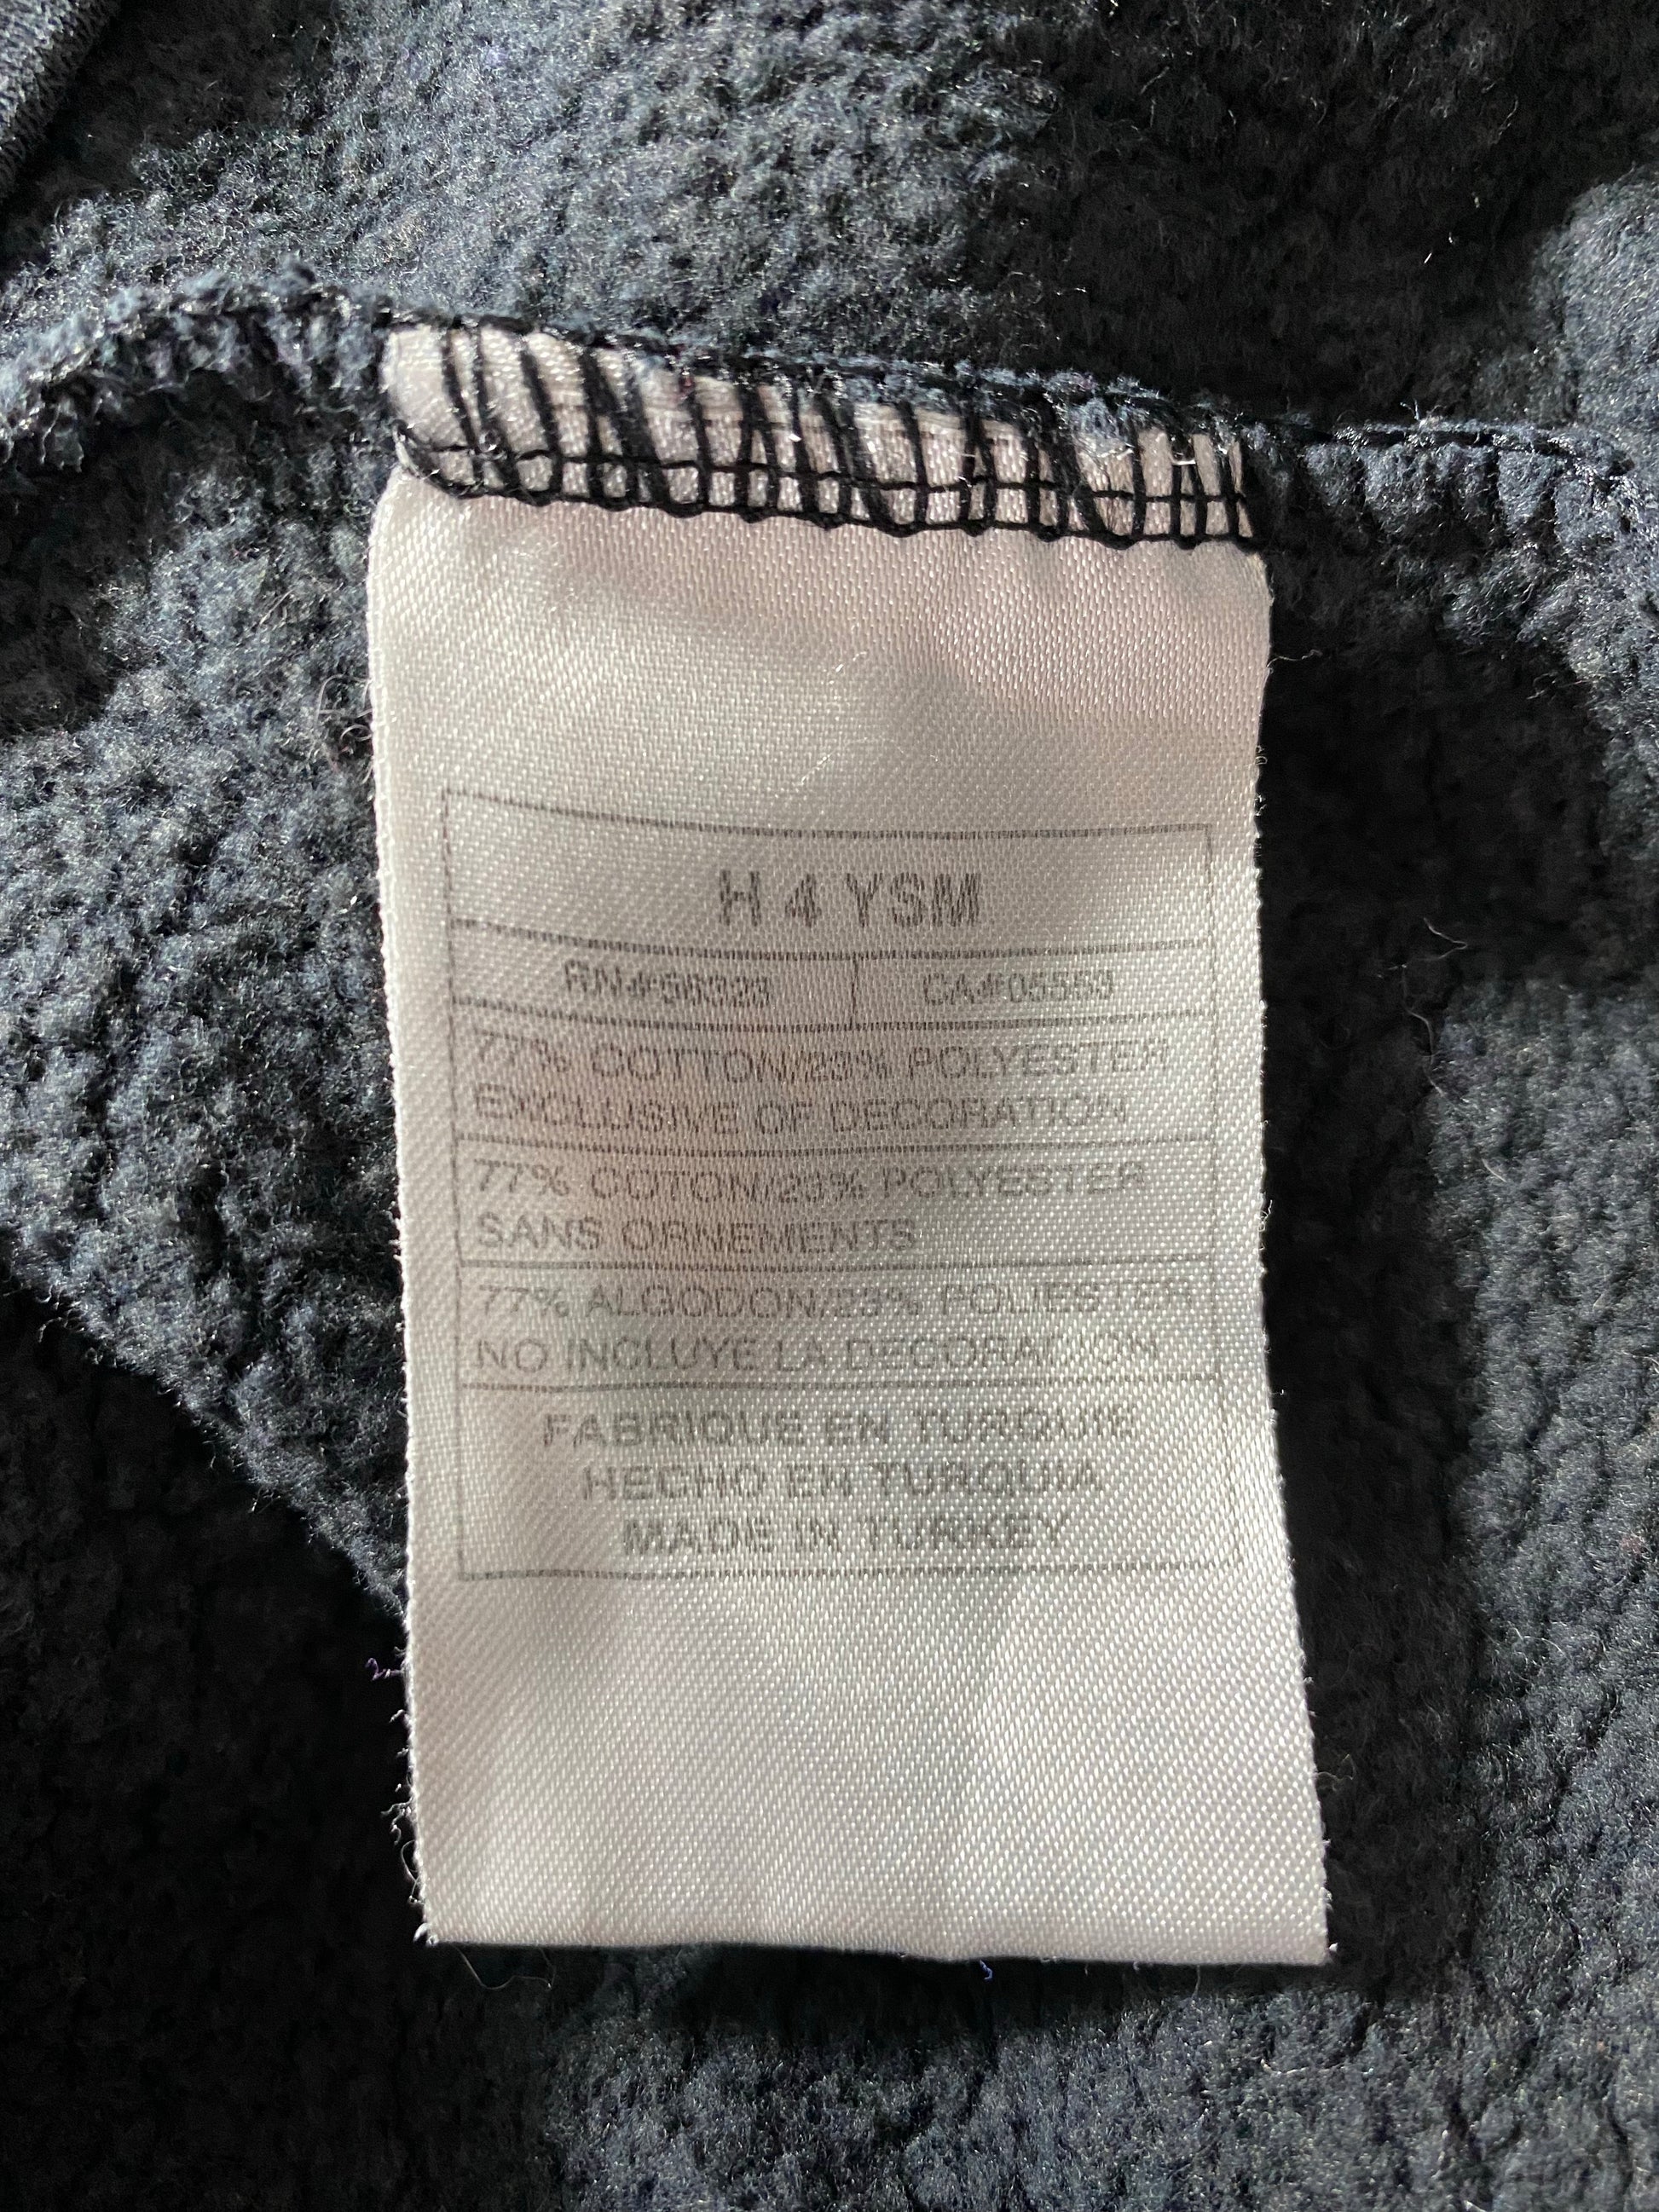 H 4 YSM
RN#56323 CA#05553
77% COTTON/23% POLYESTER
EXCLUSIVE OF DECORATION
77% COTON/23% POLYESTER
SANS ORNEMENTS
77% ALGODON/23% POLIESTER
NO INCLUYE LA DECORACION
FABRIQUE EN TURQUIE
HECHO EN TURQUIA
MADE IN TURKEY